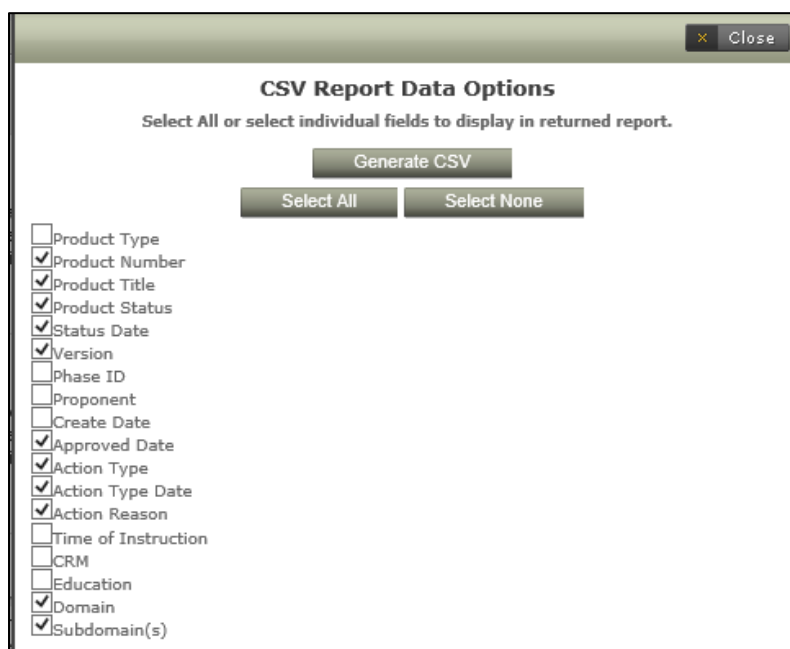 Close
CSV Report Data Options
Select All or select individual fields to display in returned report.
Generate CSV
Select All Select None
Product Type
Product Number
Product Title
Product Status
Status Date
Version
Phase ID
Proponent
Create Date
Approved Date
Action Type
Action Type Date
Action Reason
Time of Instruction
CRM
Education
Domain
Subdomain(s)